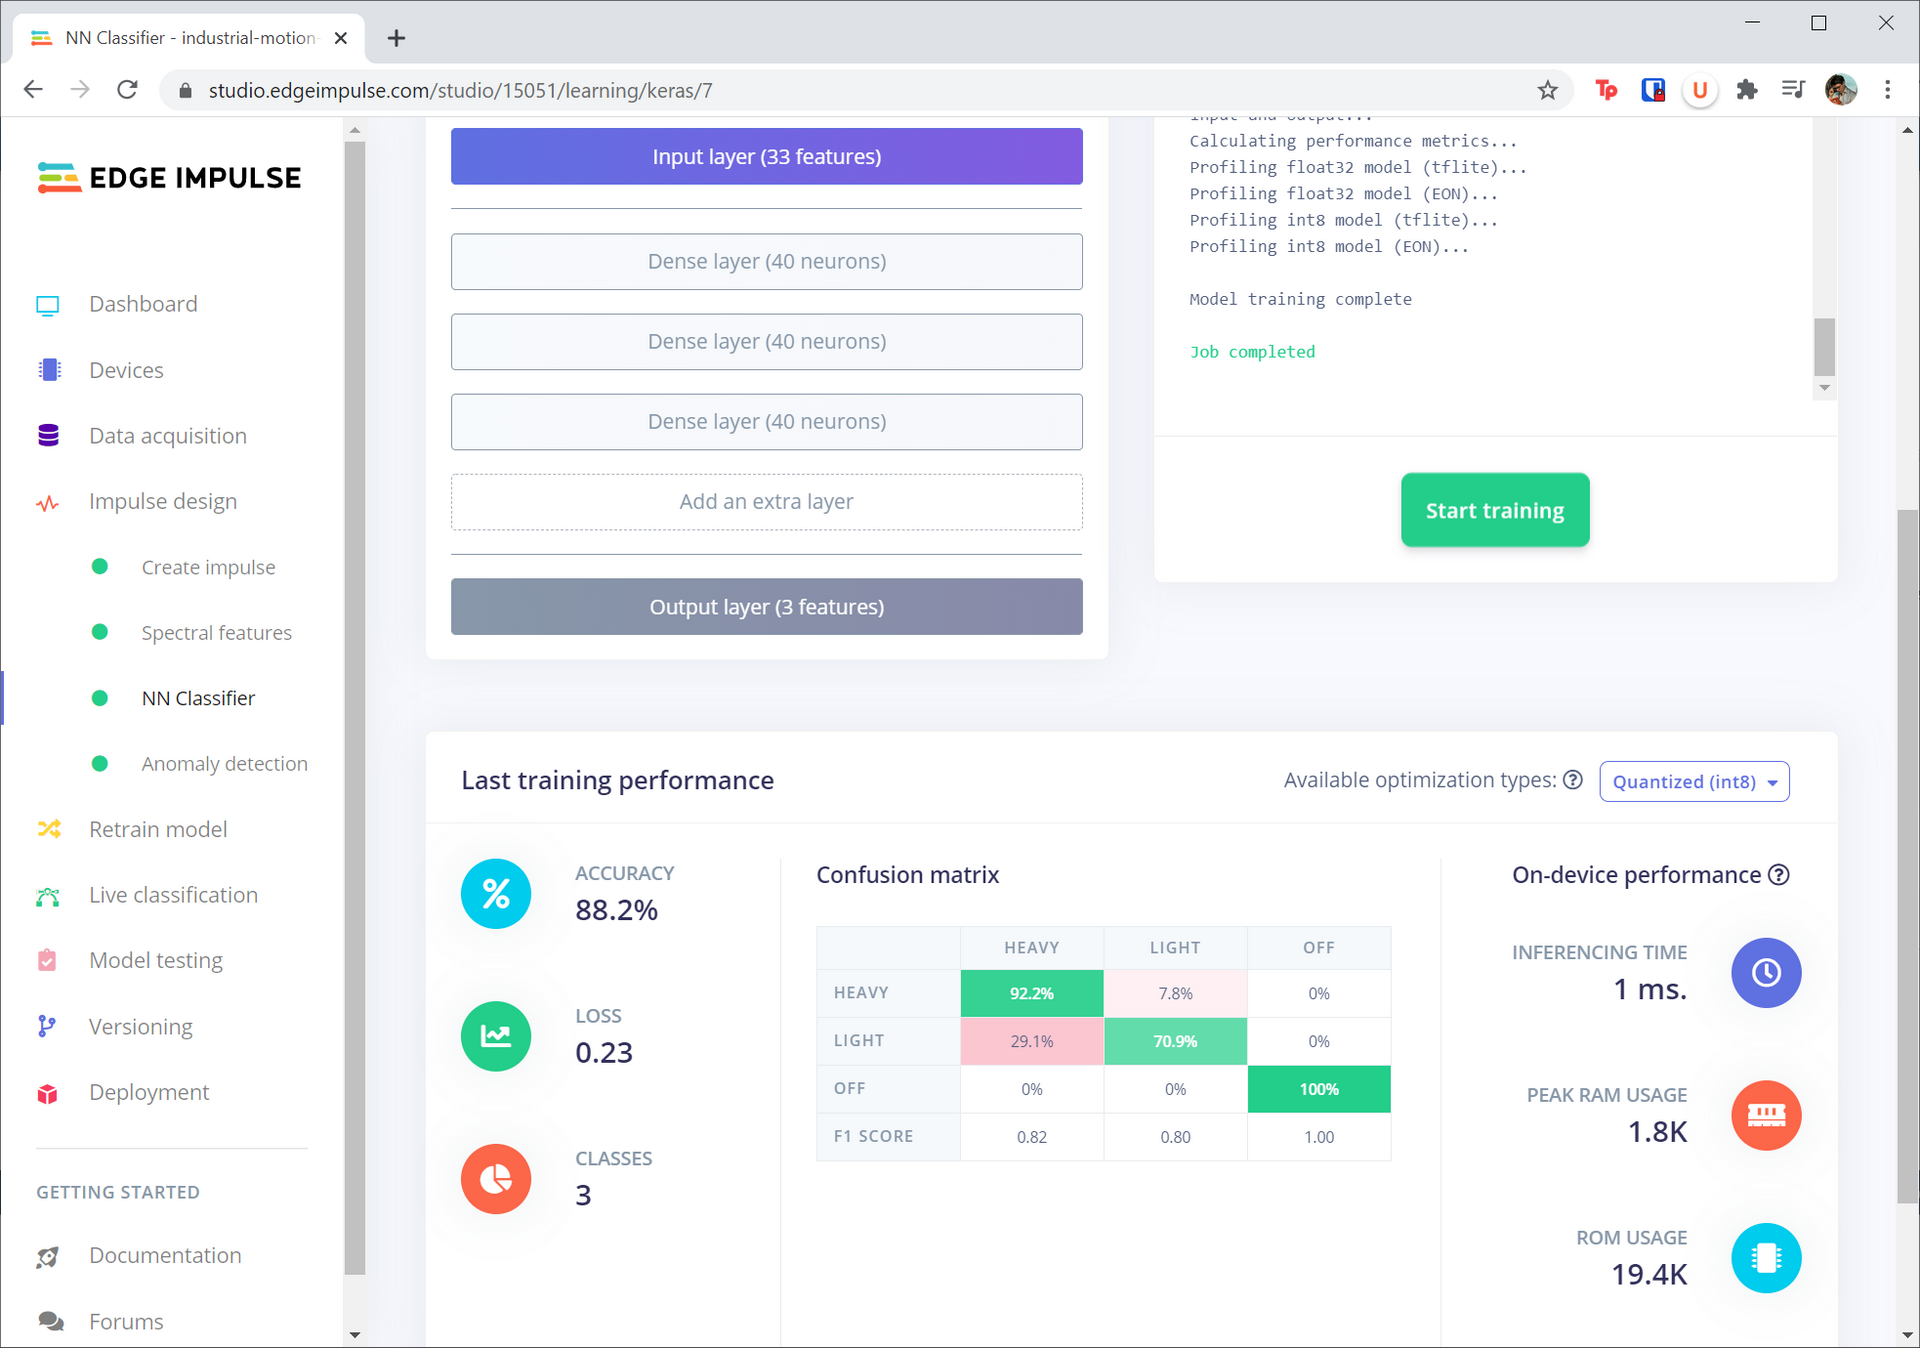 NN Classifier - industrial-motion-
studio.edgeimpulse.com/studio/15051/learning/keras/7
Tp
U
EDGE IMPULSE
Dashboard
Devices
Data acquisition
Impulse design
Create impulse
Spectral features
NN Classifier
Anomaly detection
Retrain model
Live classification
Model testing
Versioning
Deployment
GETTING STARTED
Documentation
Forums
Input layer (33 features)
Dense layer (40 neurons)
Dense layer (40 neurons)
Dense layer (40 neurons)
Add an extra layer
Output layer (3 features)
input and output...
Calculating performance metrics...
Profiling float32 model (tflite)...
Profiling float32 model (EON)...
Profiling int8 model (tflite)...
Profiling int8 model (EON)...
Model training complete
Job completed
Start training
Last training performance
Available optimization types: ?
Quantized (int8)
%
ACCURACY
88.2%
LOSS
0.23
CLASSES
3
Confusion matrix
HEAVY LIGHT OFF
HEAVY 92.2% 7.8% 0%
LIGHT 29.1% 70.9% 0%
OFF 0% 0% 100%
F1 SCORE 0.82 0.80 1.00
On-device performance ?
INFERENCING TIME
1 ms.
PEAK RAM USAGE
1.8K
ROM USAGE
19.4K